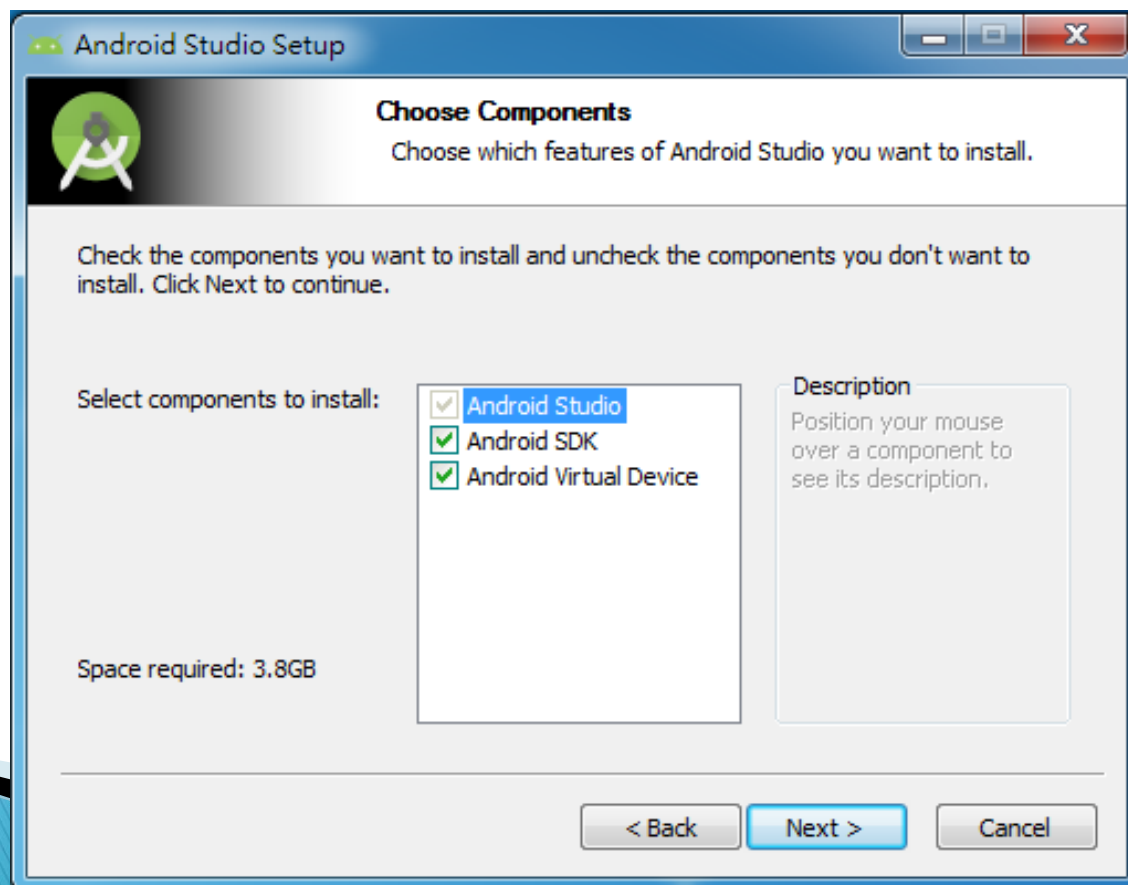 Android Studio Setup
Choose Components
Choose which features of Android Studio you want to install.
Check the components you want to install and uncheck the components you don't want to
install. Click Next to continue.
Select components to install:
Android Studio
Android SDK
Android Virtual Device
Description
Position your mouse
over a component to
see its description.
Space required: 3.8GB
< Back
Next >
Cancel